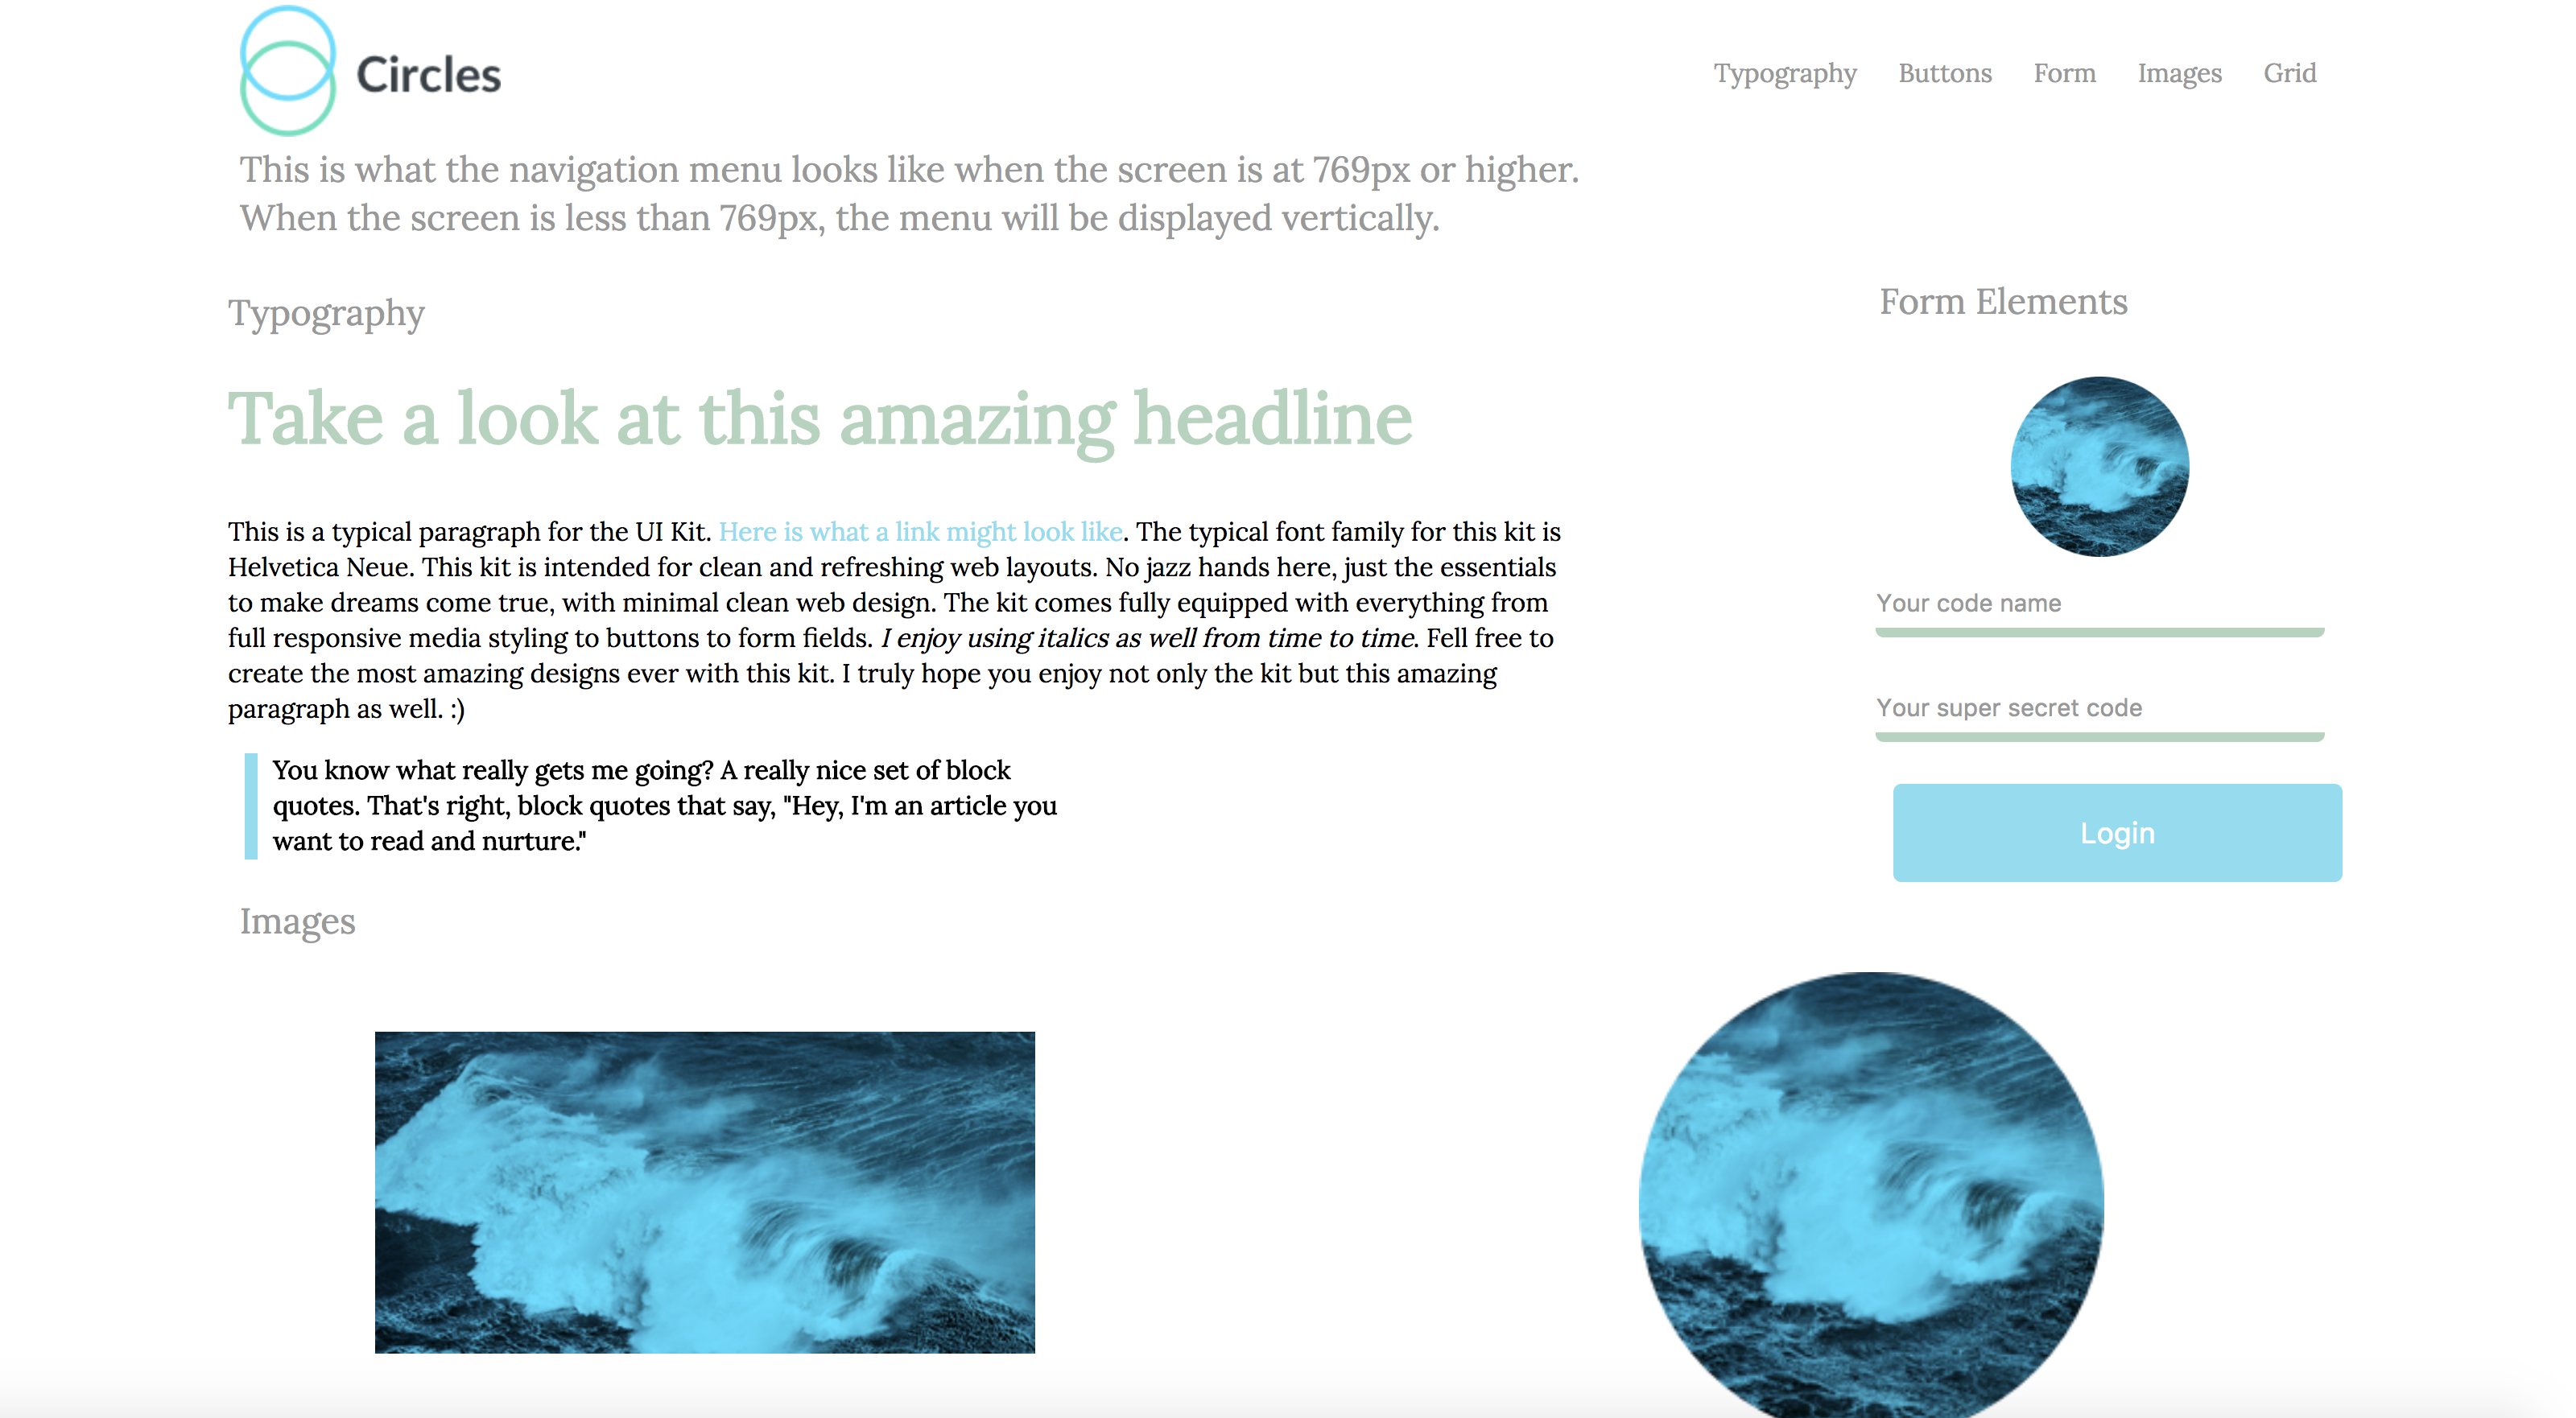 Circles
Typography Buttons Form Images Grid
This is what the navigation menu looks like when the screen is at 769px or higher.
When the screen is less than 769px, the menu will be displayed vertically.
Typography
Take a look at this amazing headline
This is a typical paragraph for the UI Kit. Here is what a link might look like. The typical font family for this kit is
Helvetica Neue. This kit is intended for clean and refreshing web layouts. No jazz hands here, just the essentials
to make dreams come true, with minimal clean web design. The kit comes fully equipped with everything from
full responsive media styling to buttons to form fields. I enjoy using italics as well from time to time. Fell free to
create the most amazing designs ever with this kit. I truly hope you enjoy not only the kit but this amazing
paragraph as well. :)
You know what really gets me going? A really nice set of block
quotes. That's right, block quotes that say, "Hey, I'm an article you
want to read and nurture."
Form Elements
Your code name
Your super secret code
Login
Images